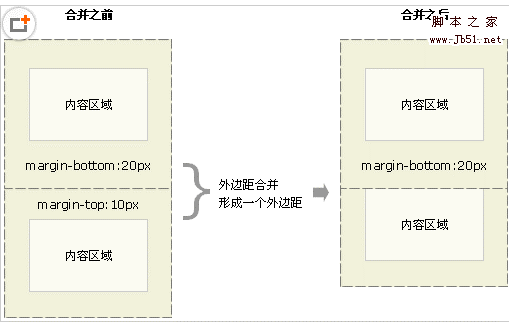 合并之前
合并之后
脚本之家
www.Jb51.net
内容区域
margin-bottom:20px
margin-top:10px
内容区域
外边距合并
形成一个外边距
内容区域
margin-bottom:20px
内容区域